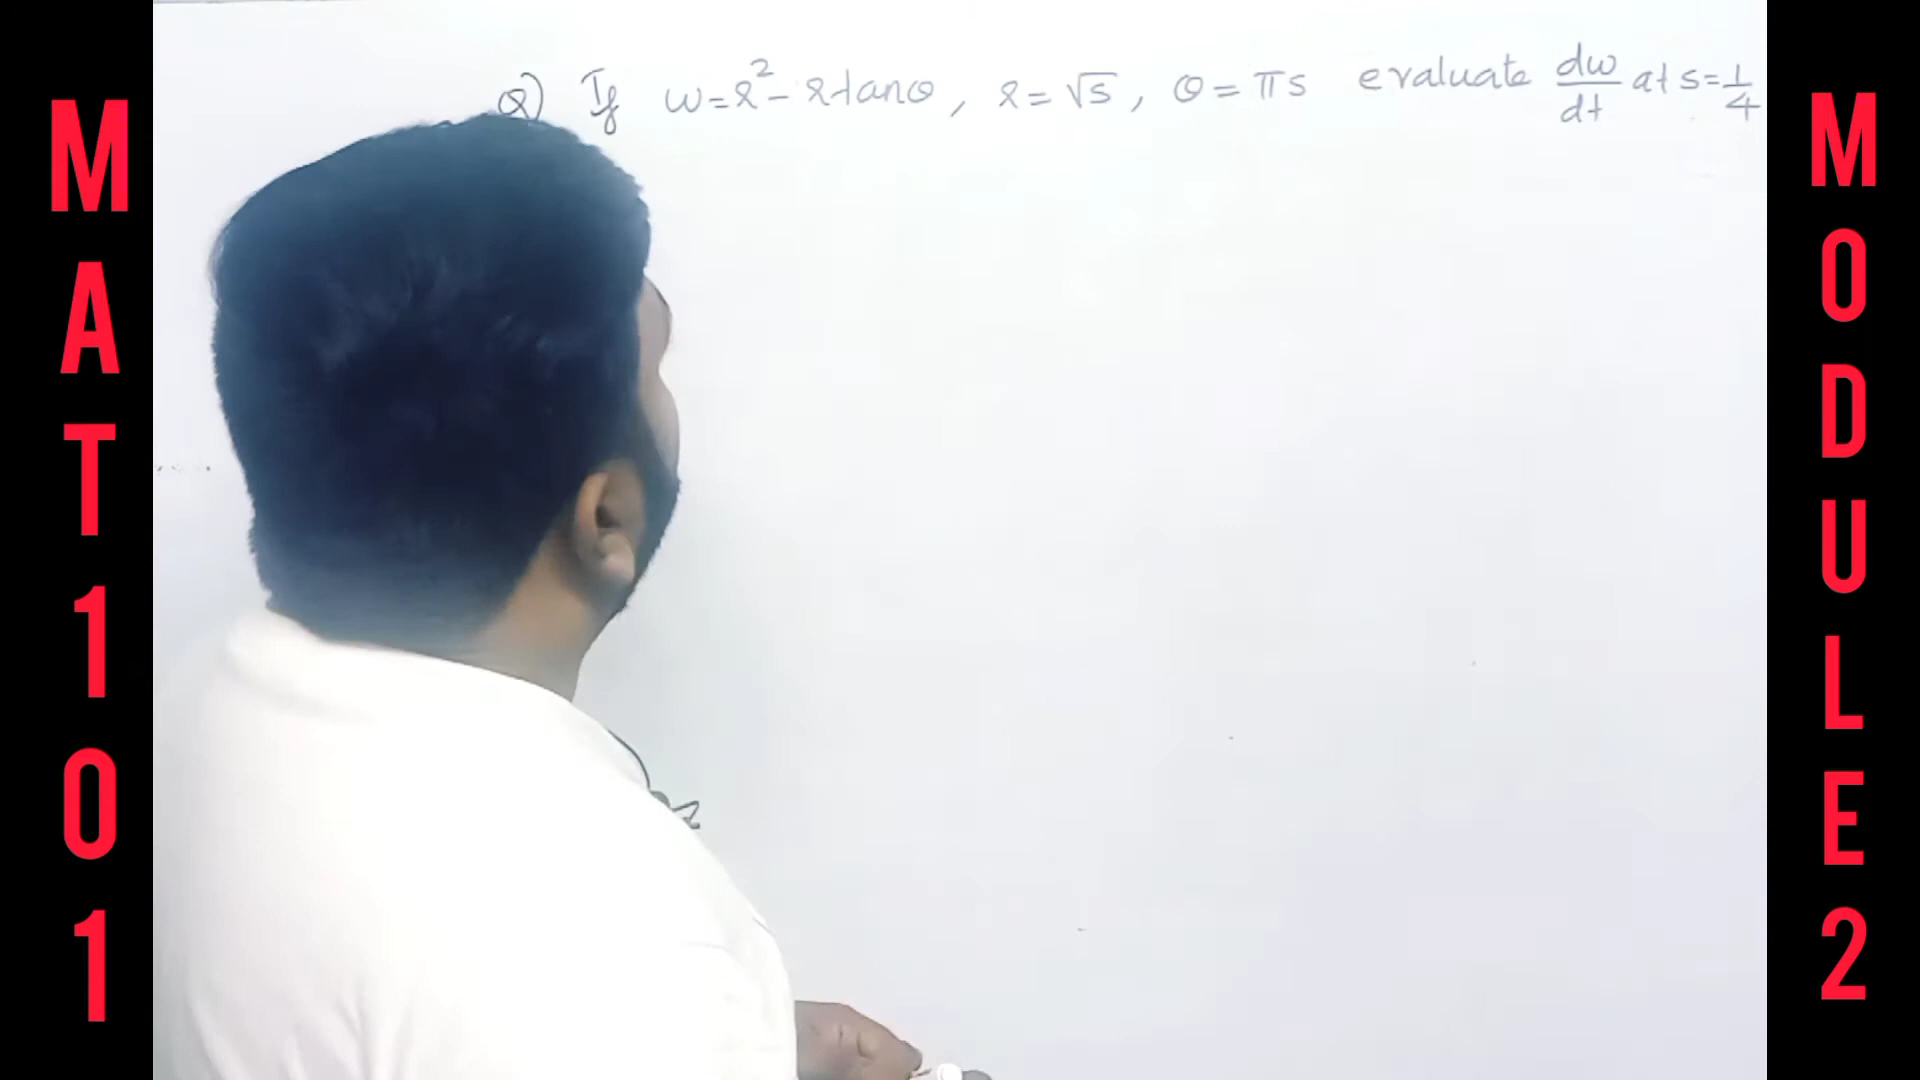 MAT101
Q) If w=r²- r tanθ, r=√s, θ=πs evaluate dw/dt at s=1/4
MODULE2